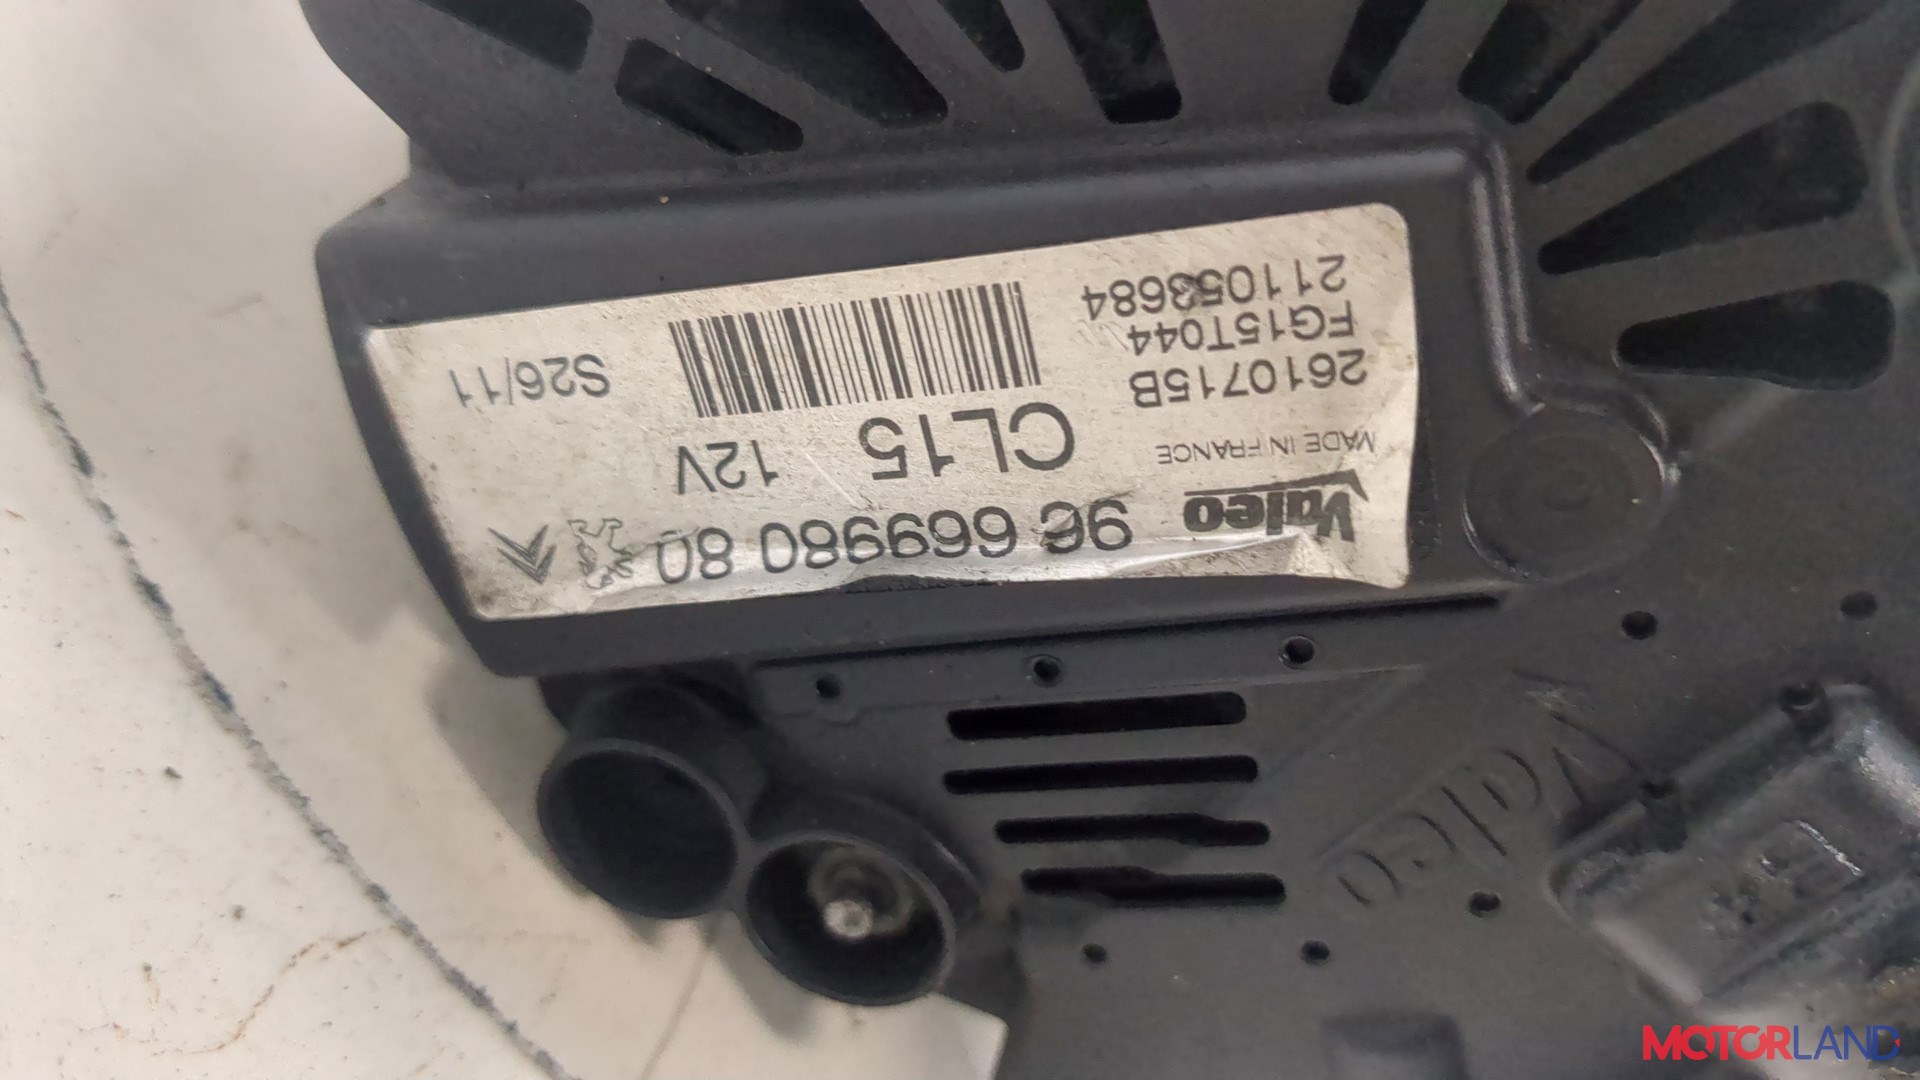 Valeo 96 669980 80
MADE IN FRANCE CL15 12V
2610715B
FG15T044
211053684
S26/11
Valeo
MOTORLAND